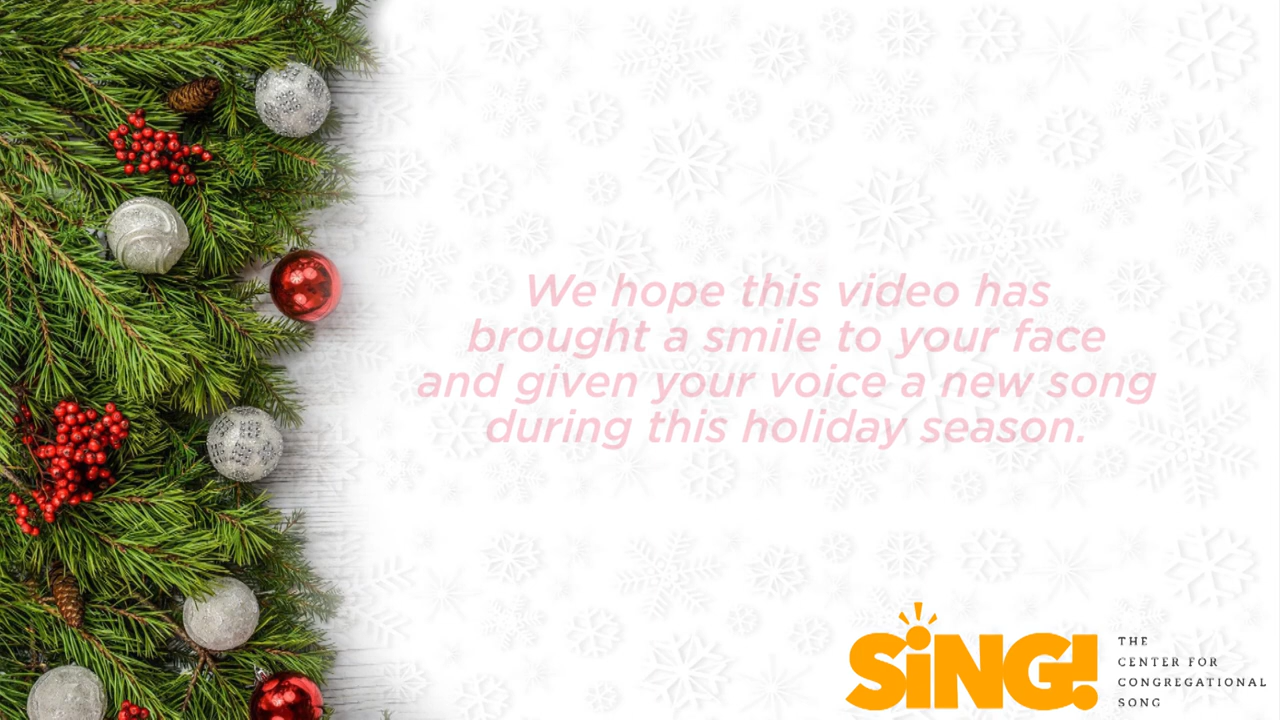 We hope this video has
brought a smile to your face
and given your voice a new song
during this holiday season.
SiNG!
THE
CENTER FOR
CONGREGATIONAL
SONG